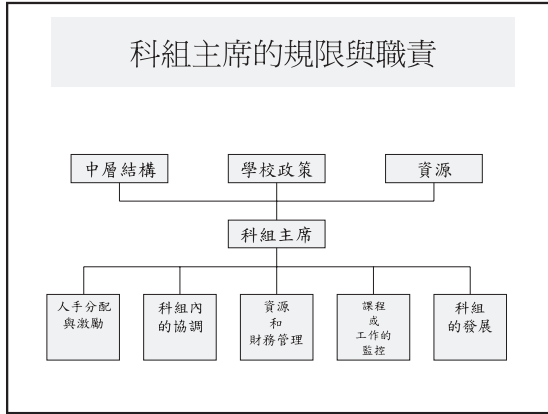 科組主席的規限與職責
中層結構
學校政策
資源
科組主席
人手分配
與激勵
科組內
的協調
資源
和
財務管理
課程
或
工作的
監控
科組
的發展